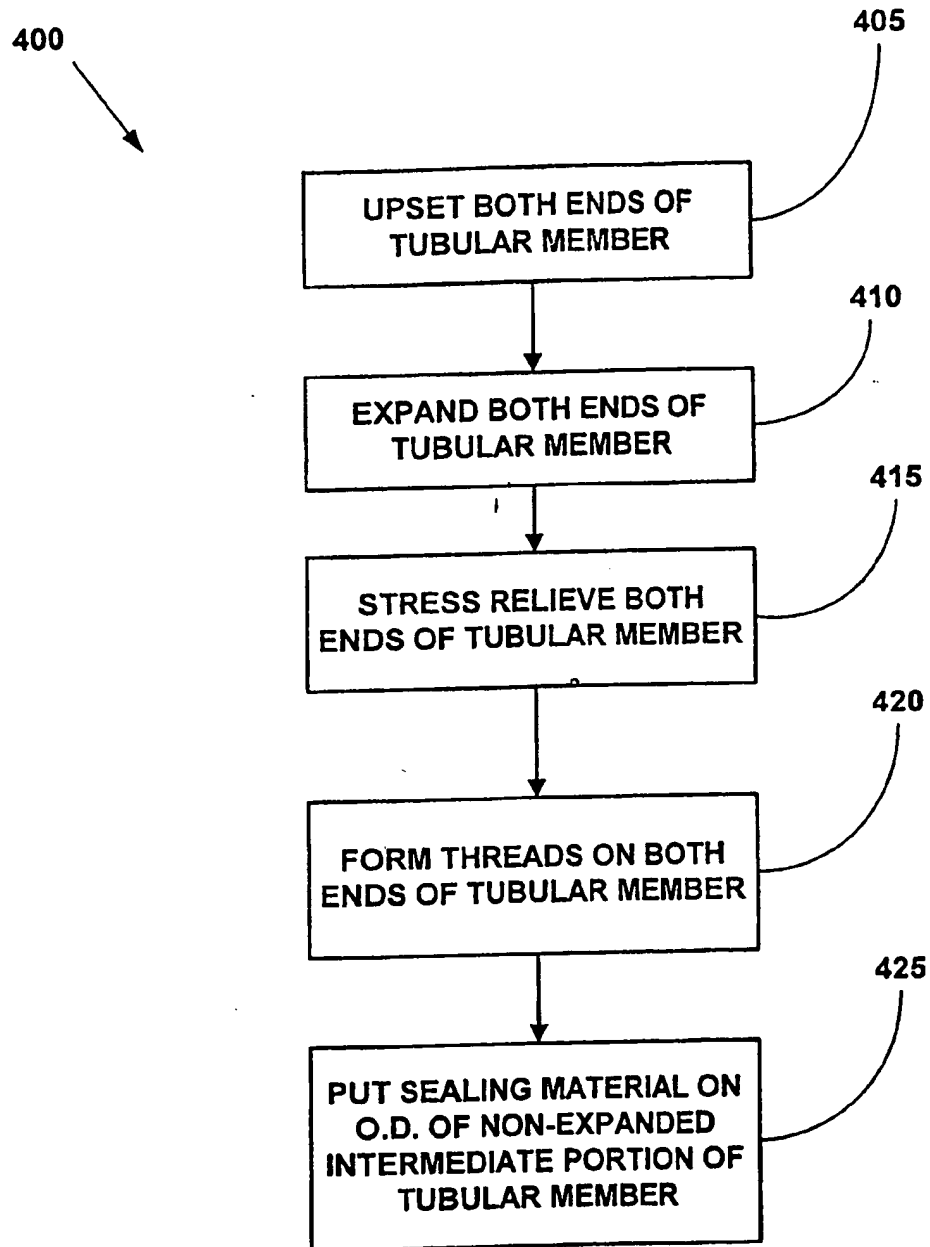 400
405
UPSET BOTH ENDS OF
TUBULAR MEMBER
410
EXPAND BOTH ENDS OF
TUBULAR MEMBER
415
STRESS RELIEVE BOTH
ENDS OF TUBULAR MEMBER
420
FORM THREADS ON BOTH
ENDS OF TUBULAR MEMBER
425
PUT SEALING MATERIAL ON
O.D. OF NON-EXPANDED
INTERMEDIATE PORTION OF
TUBULAR MEMBER